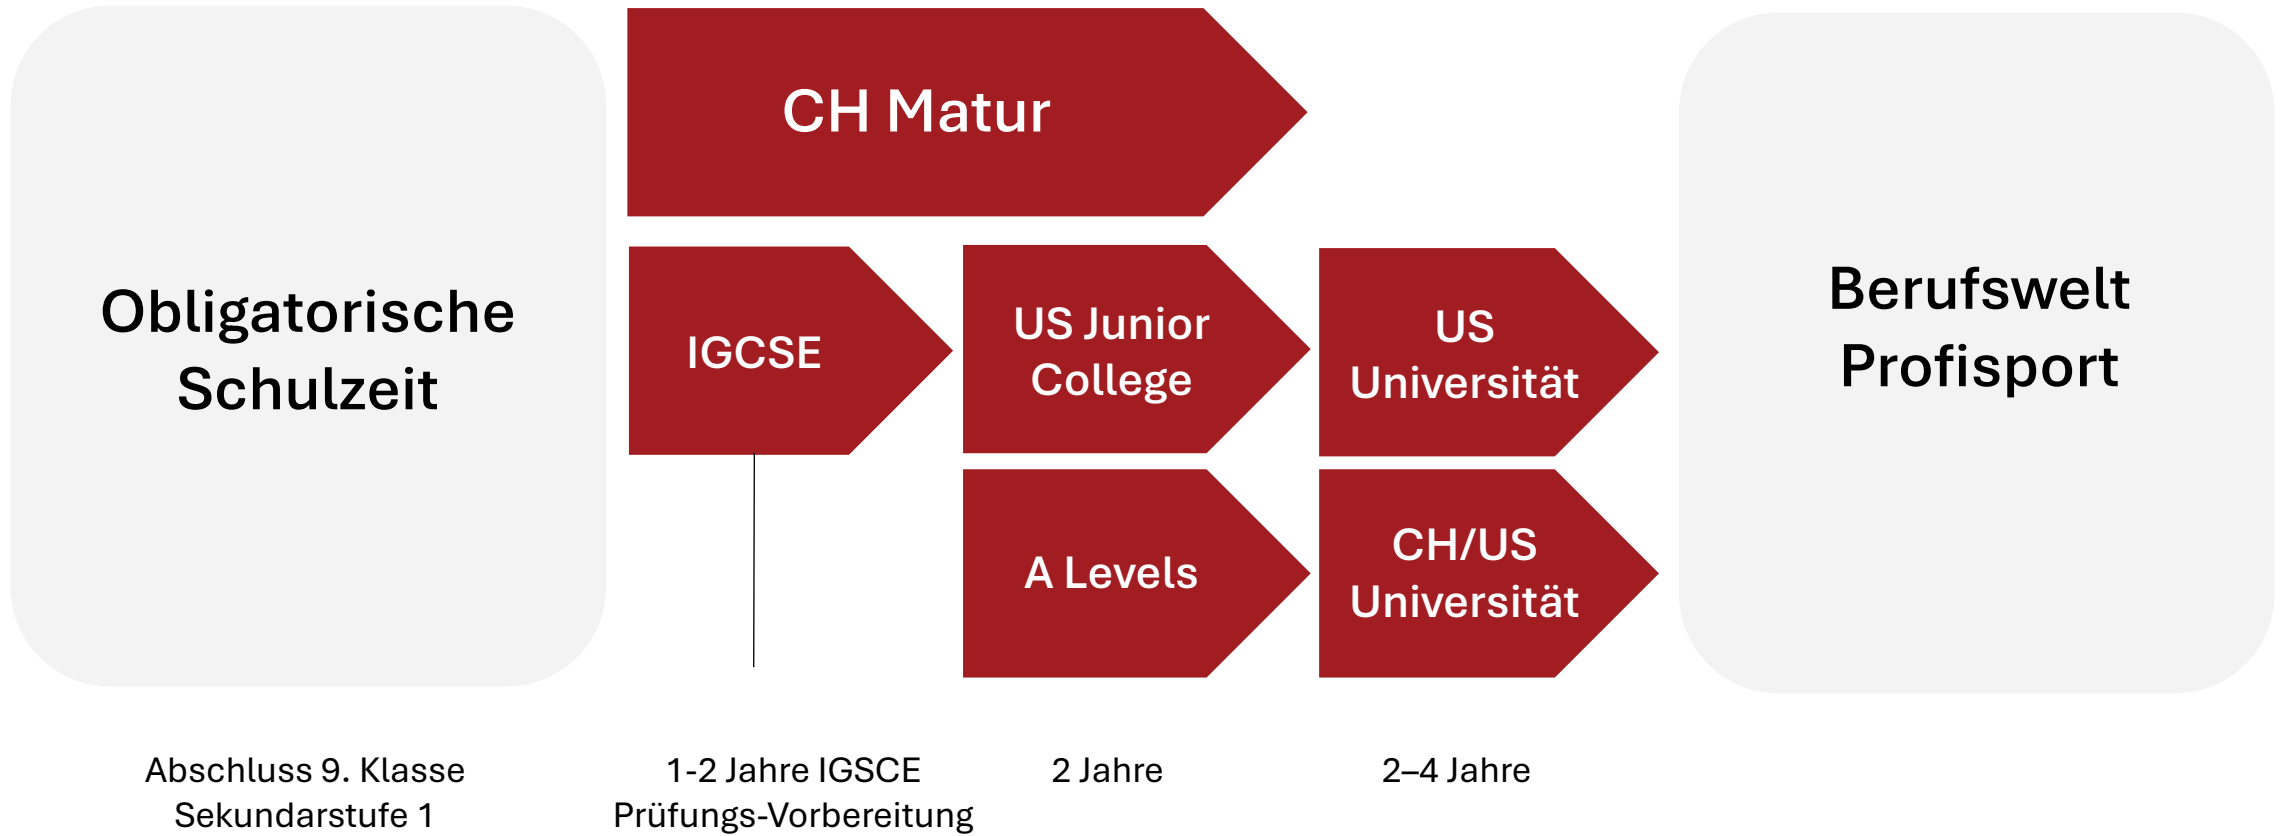 Obligatorische
Schulzeit
CH Matur
IGCSE
US Junior
College
US
Universität
A Levels
CH/US
Universität
Berufswelt
Profisport
Abschluss 9. Klasse
Sekundarstufe 1
1-2 Jahre IGSCE
Prüfungs-Vorbereitung
2 Jahre
2–4 Jahre